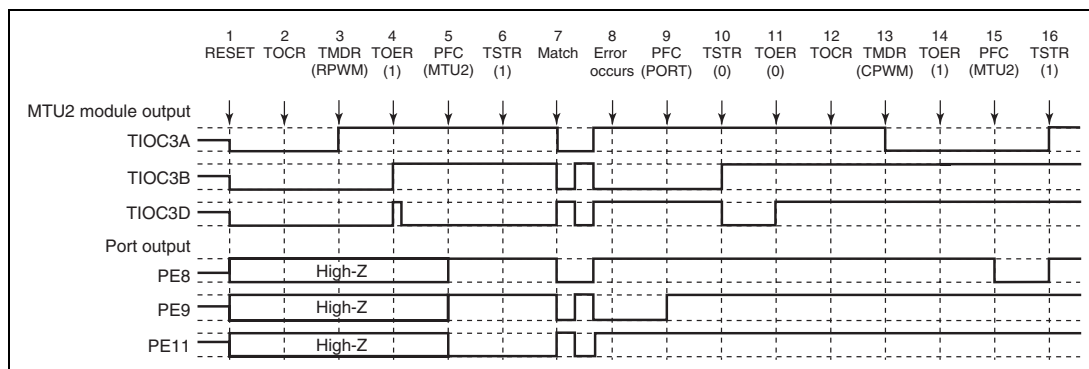 1 2 3 4 5 6 7 8 9 10 11 12 13 14 15 16
RESET TOCR TMDR TOER PFC TSTR Match Error PFC TSTR TOER TOCR TMDR TOER PFC TSTR
(RPWM) (1) (MTU2) (1) occurs (PORT) (0) (0) (CPWM) (1) (MTU2) (1)
MTU2 module output
TIOC3A
TIOC3B
TIOC3D
Port output
PE8 High-Z
PE9 High-Z
PE11 High-Z